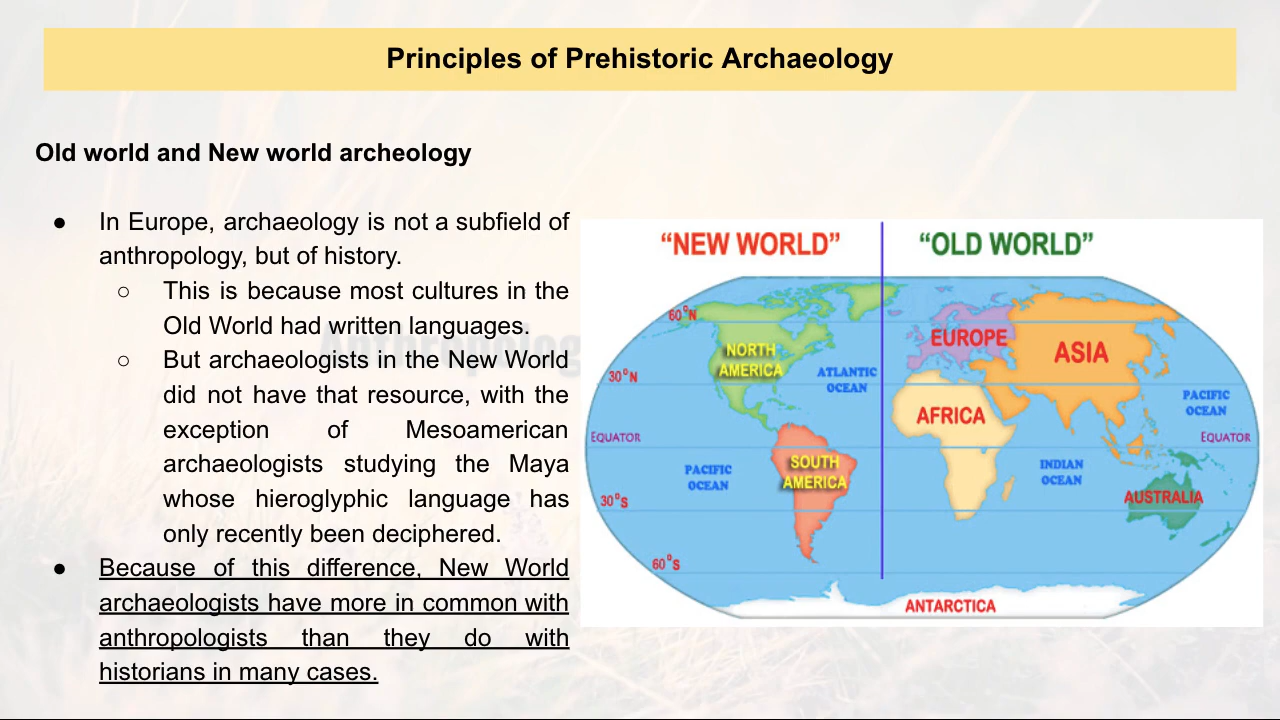 Principles of Prehistoric Archaeology
Old world and New world archeology
● In Europe, archaeology is not a subfield of
anthropology, but of history.
○ This is because most cultures in the
Old World had written languages.
○ But archaeologists in the New World
did not have that resource, with the
exception of Mesoamerican
archaeologists studying the Maya
whose hieroglyphic language has
only recently been deciphered.
● Because of this difference, New World
archaeologists have more in common with
anthropologists than they do with
historians in many cases.
“NEW WORLD”
“OLD WORLD”
60°N
NORTH
AMERICA
EUROPE
ASIA
ATLANTIC
OCEAN
30°N
PACIFIC
OCEAN
AFRICA
EQUATOR
EQUATOR
PACIFIC
OCEAN
SOUTH
AMERICA
INDIAN
OCEAN
30°S
AUSTRALIA
60°S
ANTARCTICA